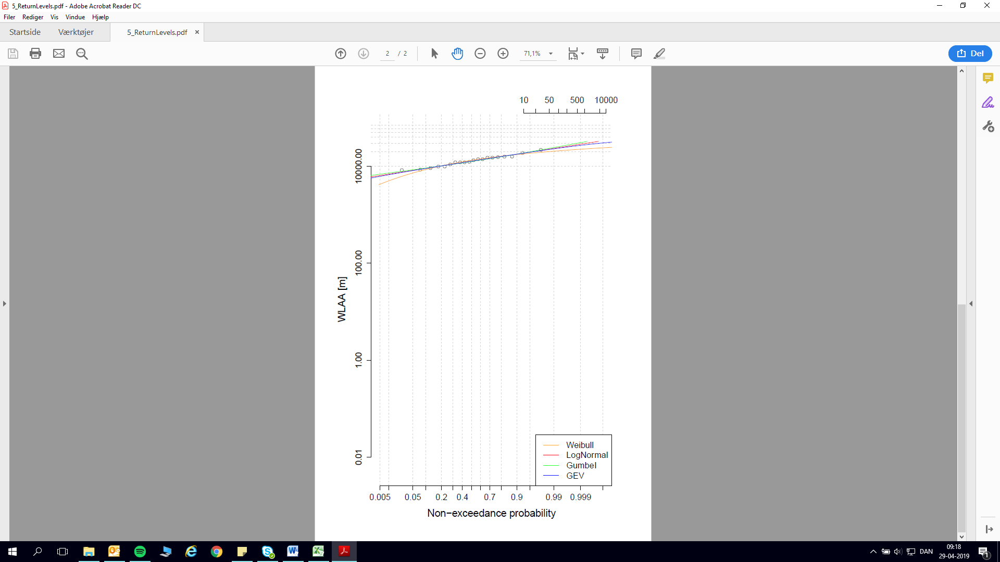 5_ReturnLevels.pdf - Adobe Acrobat Reader DC
Filer Rediger Vis Vindue Hjælp
Startside Værktøjer 5_ReturnLevels.pdf ×
2 / 2 71,1% Del
10 50 500 10000
10000.00
100.00
1.00
0.01
WLAA [m]
Weibull
LogNormal
Gumbel
GEV
0.005 0.05 0.2 0.4 0.7 0.9 0.99 0.999
Non−exceedance probability
DAN
09:18
29-04-2019
1